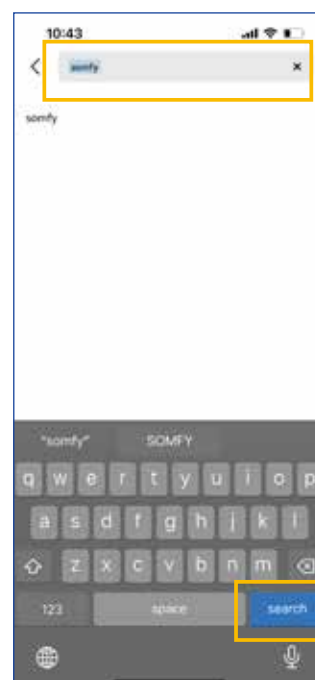 10:43
somfy
somfy
"somfy" SOMFY
q w e r t y u i o p
a s d f g h j k l
z x c v b n m
123 space search